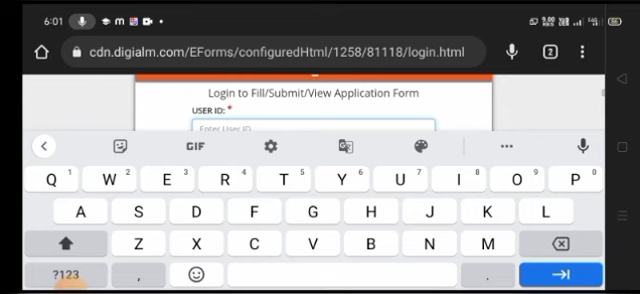 6:01
cdn.digialm.com/EForms/configuredHtml/1258/81118/login.html
2
Login to Fill/Submit/View Application Form
USER ID: *
Enter User ID
GIF
Q 1 W 2 E 3 R 4 T 5 Y 6 U 7 I 8 O 9 P 0
A S D F G H J K L
Z X C V B N M
?123 , .